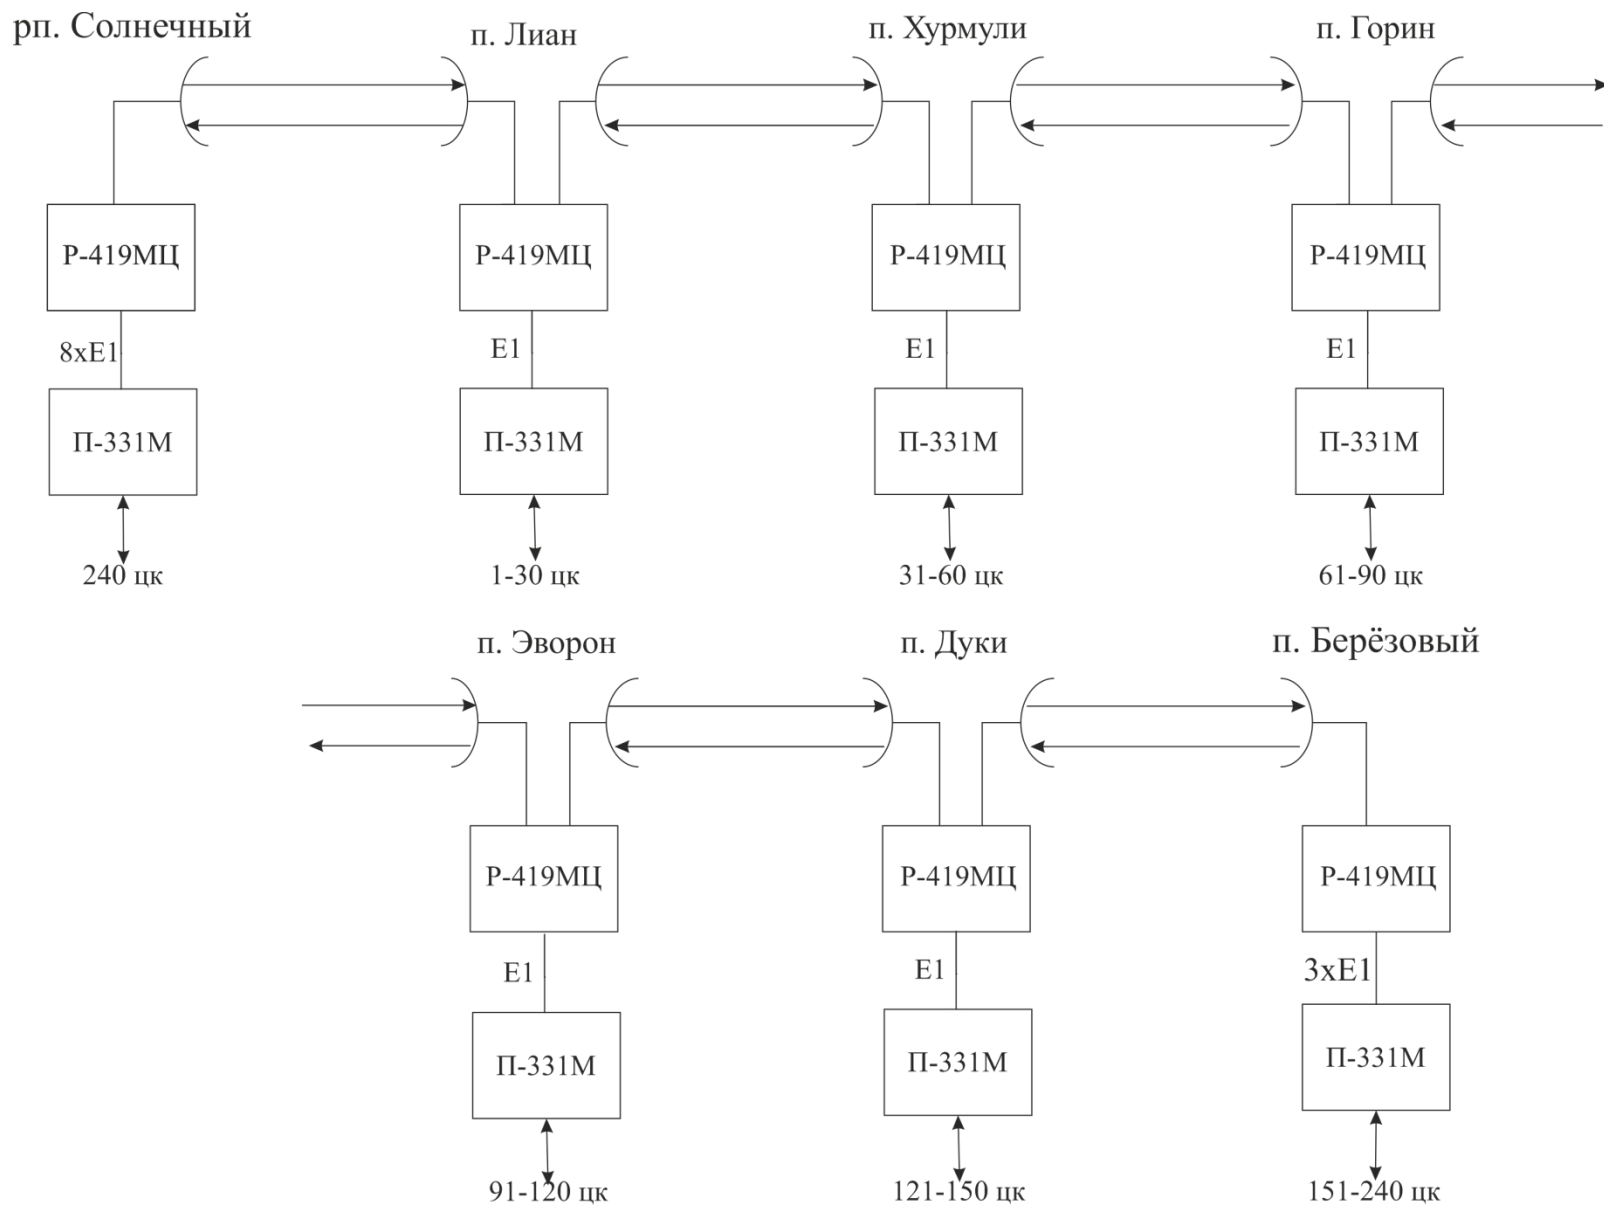 рп. Солнечный
п. Лиан
п. Хурмули
п. Горин
Р-419МЦ
Р-419МЦ
Р-419МЦ
Р-419МЦ
8хЕ1
Е1
Е1
Е1
П-331М
П-331М
П-331М
П-331М
240 цк
1-30 цк
31-60 цк
61-90 цк
п. Эворон
п. Дуки
п. Берёзовый
Р-419МЦ
Р-419МЦ
Р-419МЦ
Е1
Е1
3хЕ1
П-331М
П-331М
П-331М
91-120 цк
121-150 цк
151-240 цк